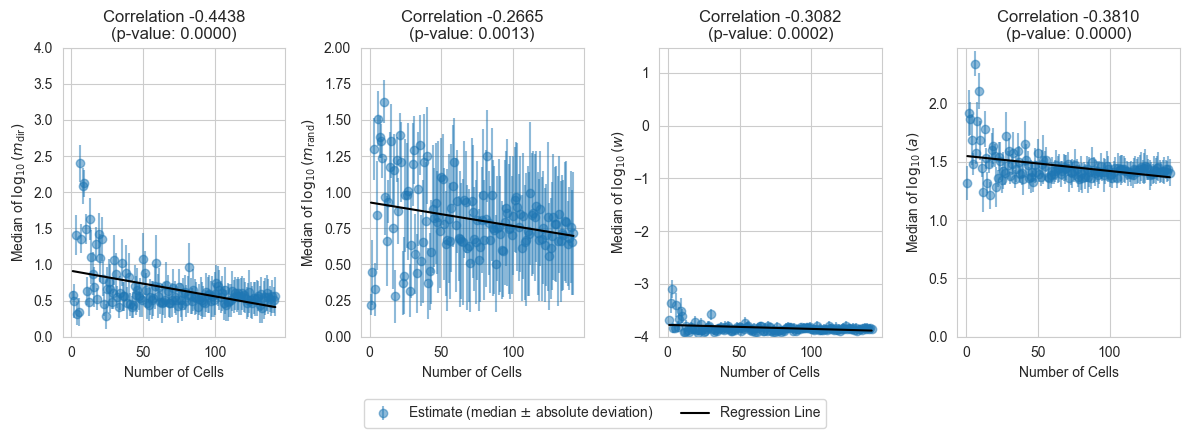 Correlation -0.4438
(p-value: 0.0000)
Median of log₁₀ (m_dir)
4.0
3.5
3.0
2.5
2.0
1.5
1.0
0.5
0.0
0
50
100
Number of Cells
Correlation -0.2665
(p-value: 0.0013)
Median of log₁₀ (m_rand)
2.00
1.75
1.50
1.25
1.00
0.75
0.50
0.25
0.00
0
50
100
Number of Cells
Correlation -0.3082
(p-value: 0.0002)
Median of log₁₀ (w)
1
0
−1
−2
−3
−4
0
50
100
Number of Cells
Correlation -0.3810
(p-value: 0.0000)
Median of log₁₀ (a)
2.0
1.5
1.0
0.5
0.0
0
50
100
Number of Cells
Estimate (median ± absolute deviation)
Regression Line